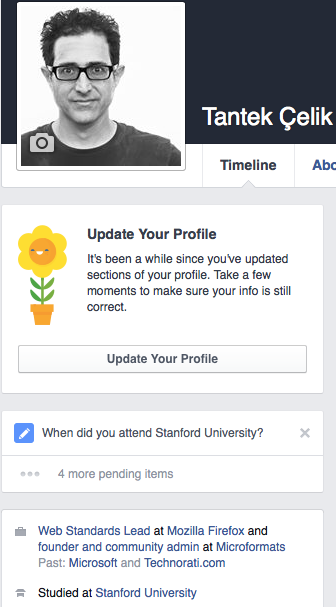 Tantek Çelik
Timeline
Update Your Profile
It's been a while since you've updated
sections of your profile. Take a few
moments to make sure your info is still
correct.
Update Your Profile
When did you attend Stanford University?
4 more pending items
Web Standards Lead at Mozilla Firefox and
founder and community admin at Microformats
Past: Microsoft and Technorati.com
Studied at Stanford University